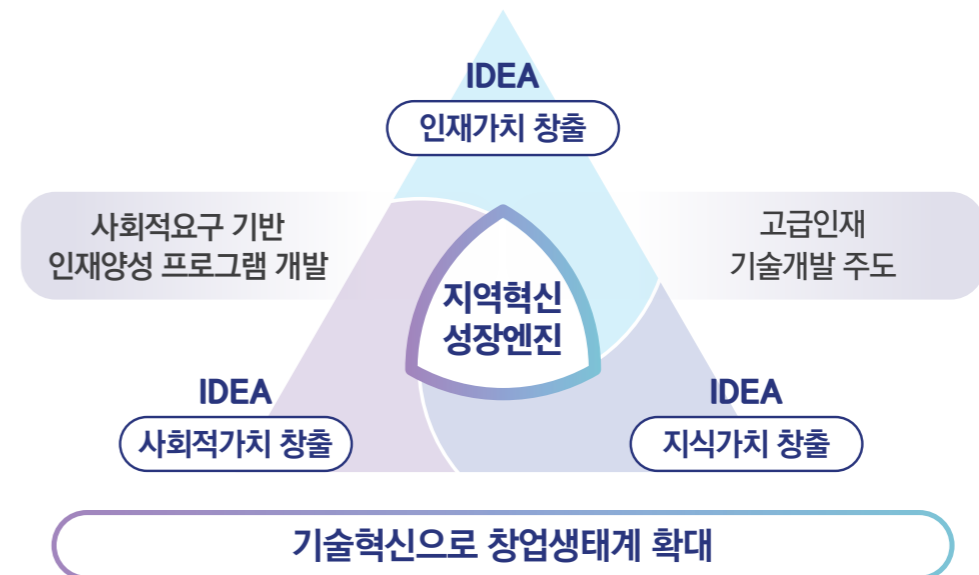 IDEA
인재가치 창출
사회적요구 기반
인재양성 프로그램 개발
고급인재
기술개발 주도
지역혁신
성장엔진
IDEA
사회적가치 창출
IDEA
지식가치 창출
기술혁신으로 창업생태계 확대